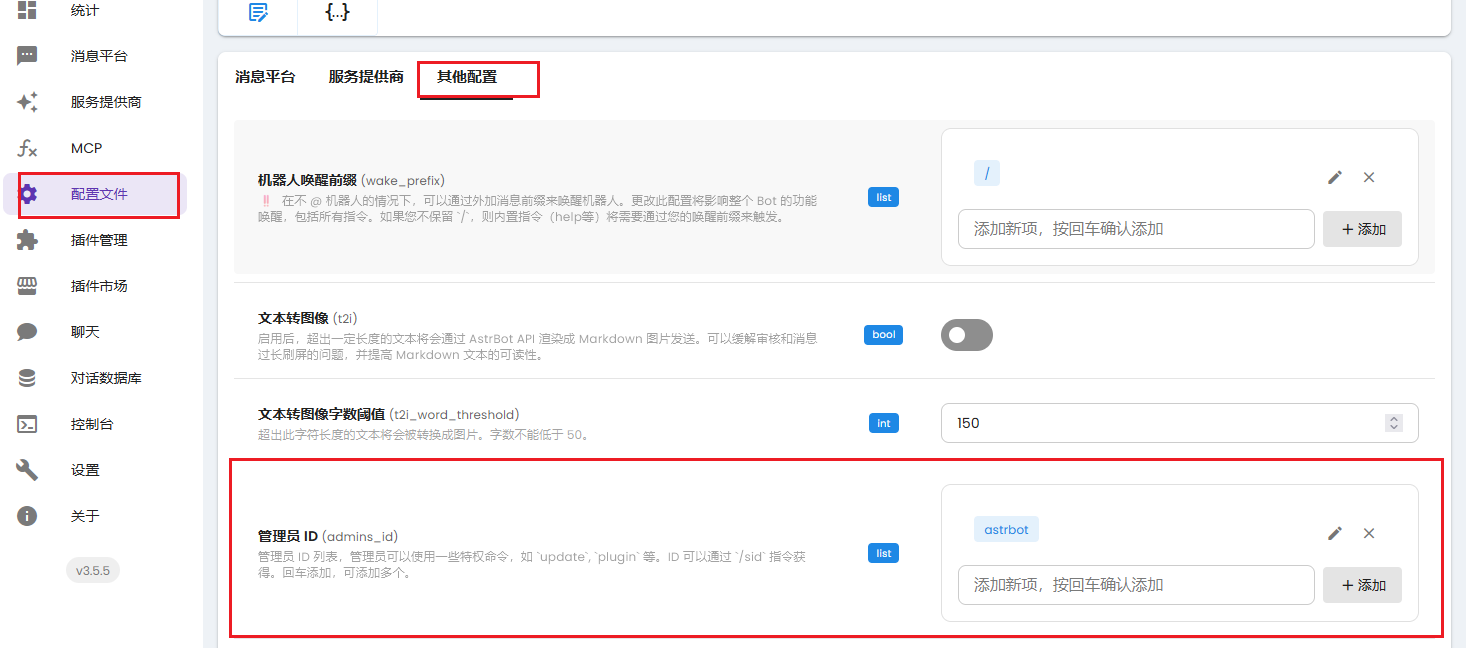 统计
消息平台
服务提供商
MCP
配置文件
插件管理
插件市场
聊天
对话数据库
控制台
设置
关于
v3.5.5
{..}
消息平台 服务提供商 其他配置
机器人唤醒前缀 (wake_prefix)
‼ 在不 @ 机器人的情况下，可以通过外加消息前缀来唤醒机器人。更改此配置将影响整个 Bot 的功能
唤醒，包括所有指令。如果您不保留 `/`，则内置指令（help等）将需要通过您的唤醒前缀来触发。
list
/
添加新项，按回车确认添加
+ 添加
文本转图像 (t2i)
启用后，超出一定长度的文本将会通过 AstrBot API 渲染成 Markdown 图片发送。可以缓解审核和消息
过长刷屏的问题，并提高 Markdown 文本的可读性。
bool
文本转图像字数阈值 (t2i_word_threshold)
超出此字符长度的文本将会被转换成图片。字数不能低于 50。
int
150
管理员 ID (admins_id)
管理员 ID 列表，管理员可以使用一些特权命令，如 `update`, `plugin` 等。ID 可以通过 `/sid` 指令获
得。回车添加，可添加多个。
list
astrbot
添加新项，按回车确认添加
+ 添加